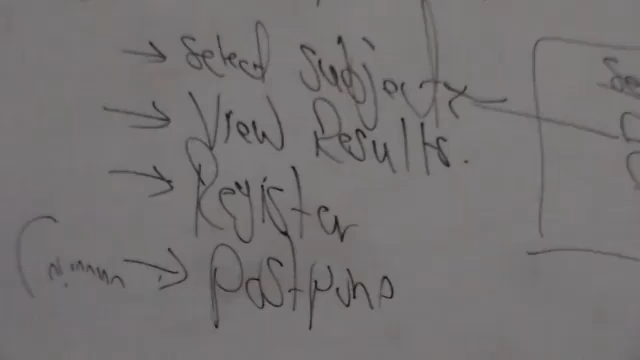 → Select subjects
→ View Results.
→ Register
→ Postpone